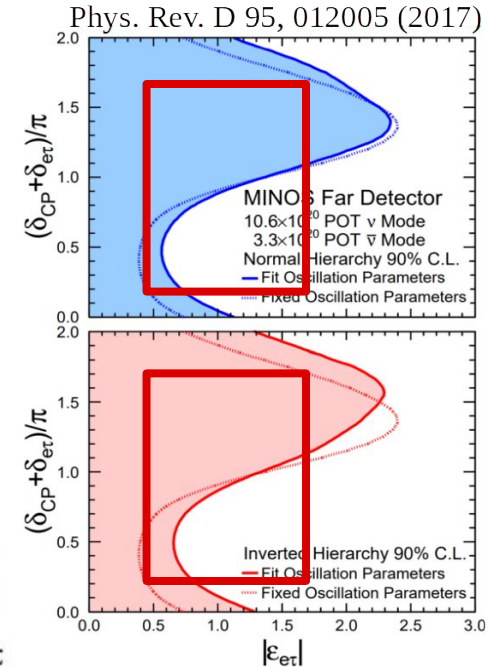 Phys. Rev. D 95, 012005 (2017)
2.0
1.5
1.0
0.5
0.0
(δCP+δeτ)/π
MINOS Far Detector
10.6×10²⁰ POT ν Mode
3.3×10²⁰ POT ν̄ Mode
Normal Hierarchy 90% C.L.
Fit Oscillation Parameters
Fixed Oscillation Parameters
2.0
1.5
1.0
0.5
0.0
(δCP+δeτ)/π
Inverted Hierarchy 90% C.L.
Fit Oscillation Parameters
Fixed Oscillation Parameters
0.0 0.5 1.0 1.5 2.0 2.5 3.0
|εeτ|